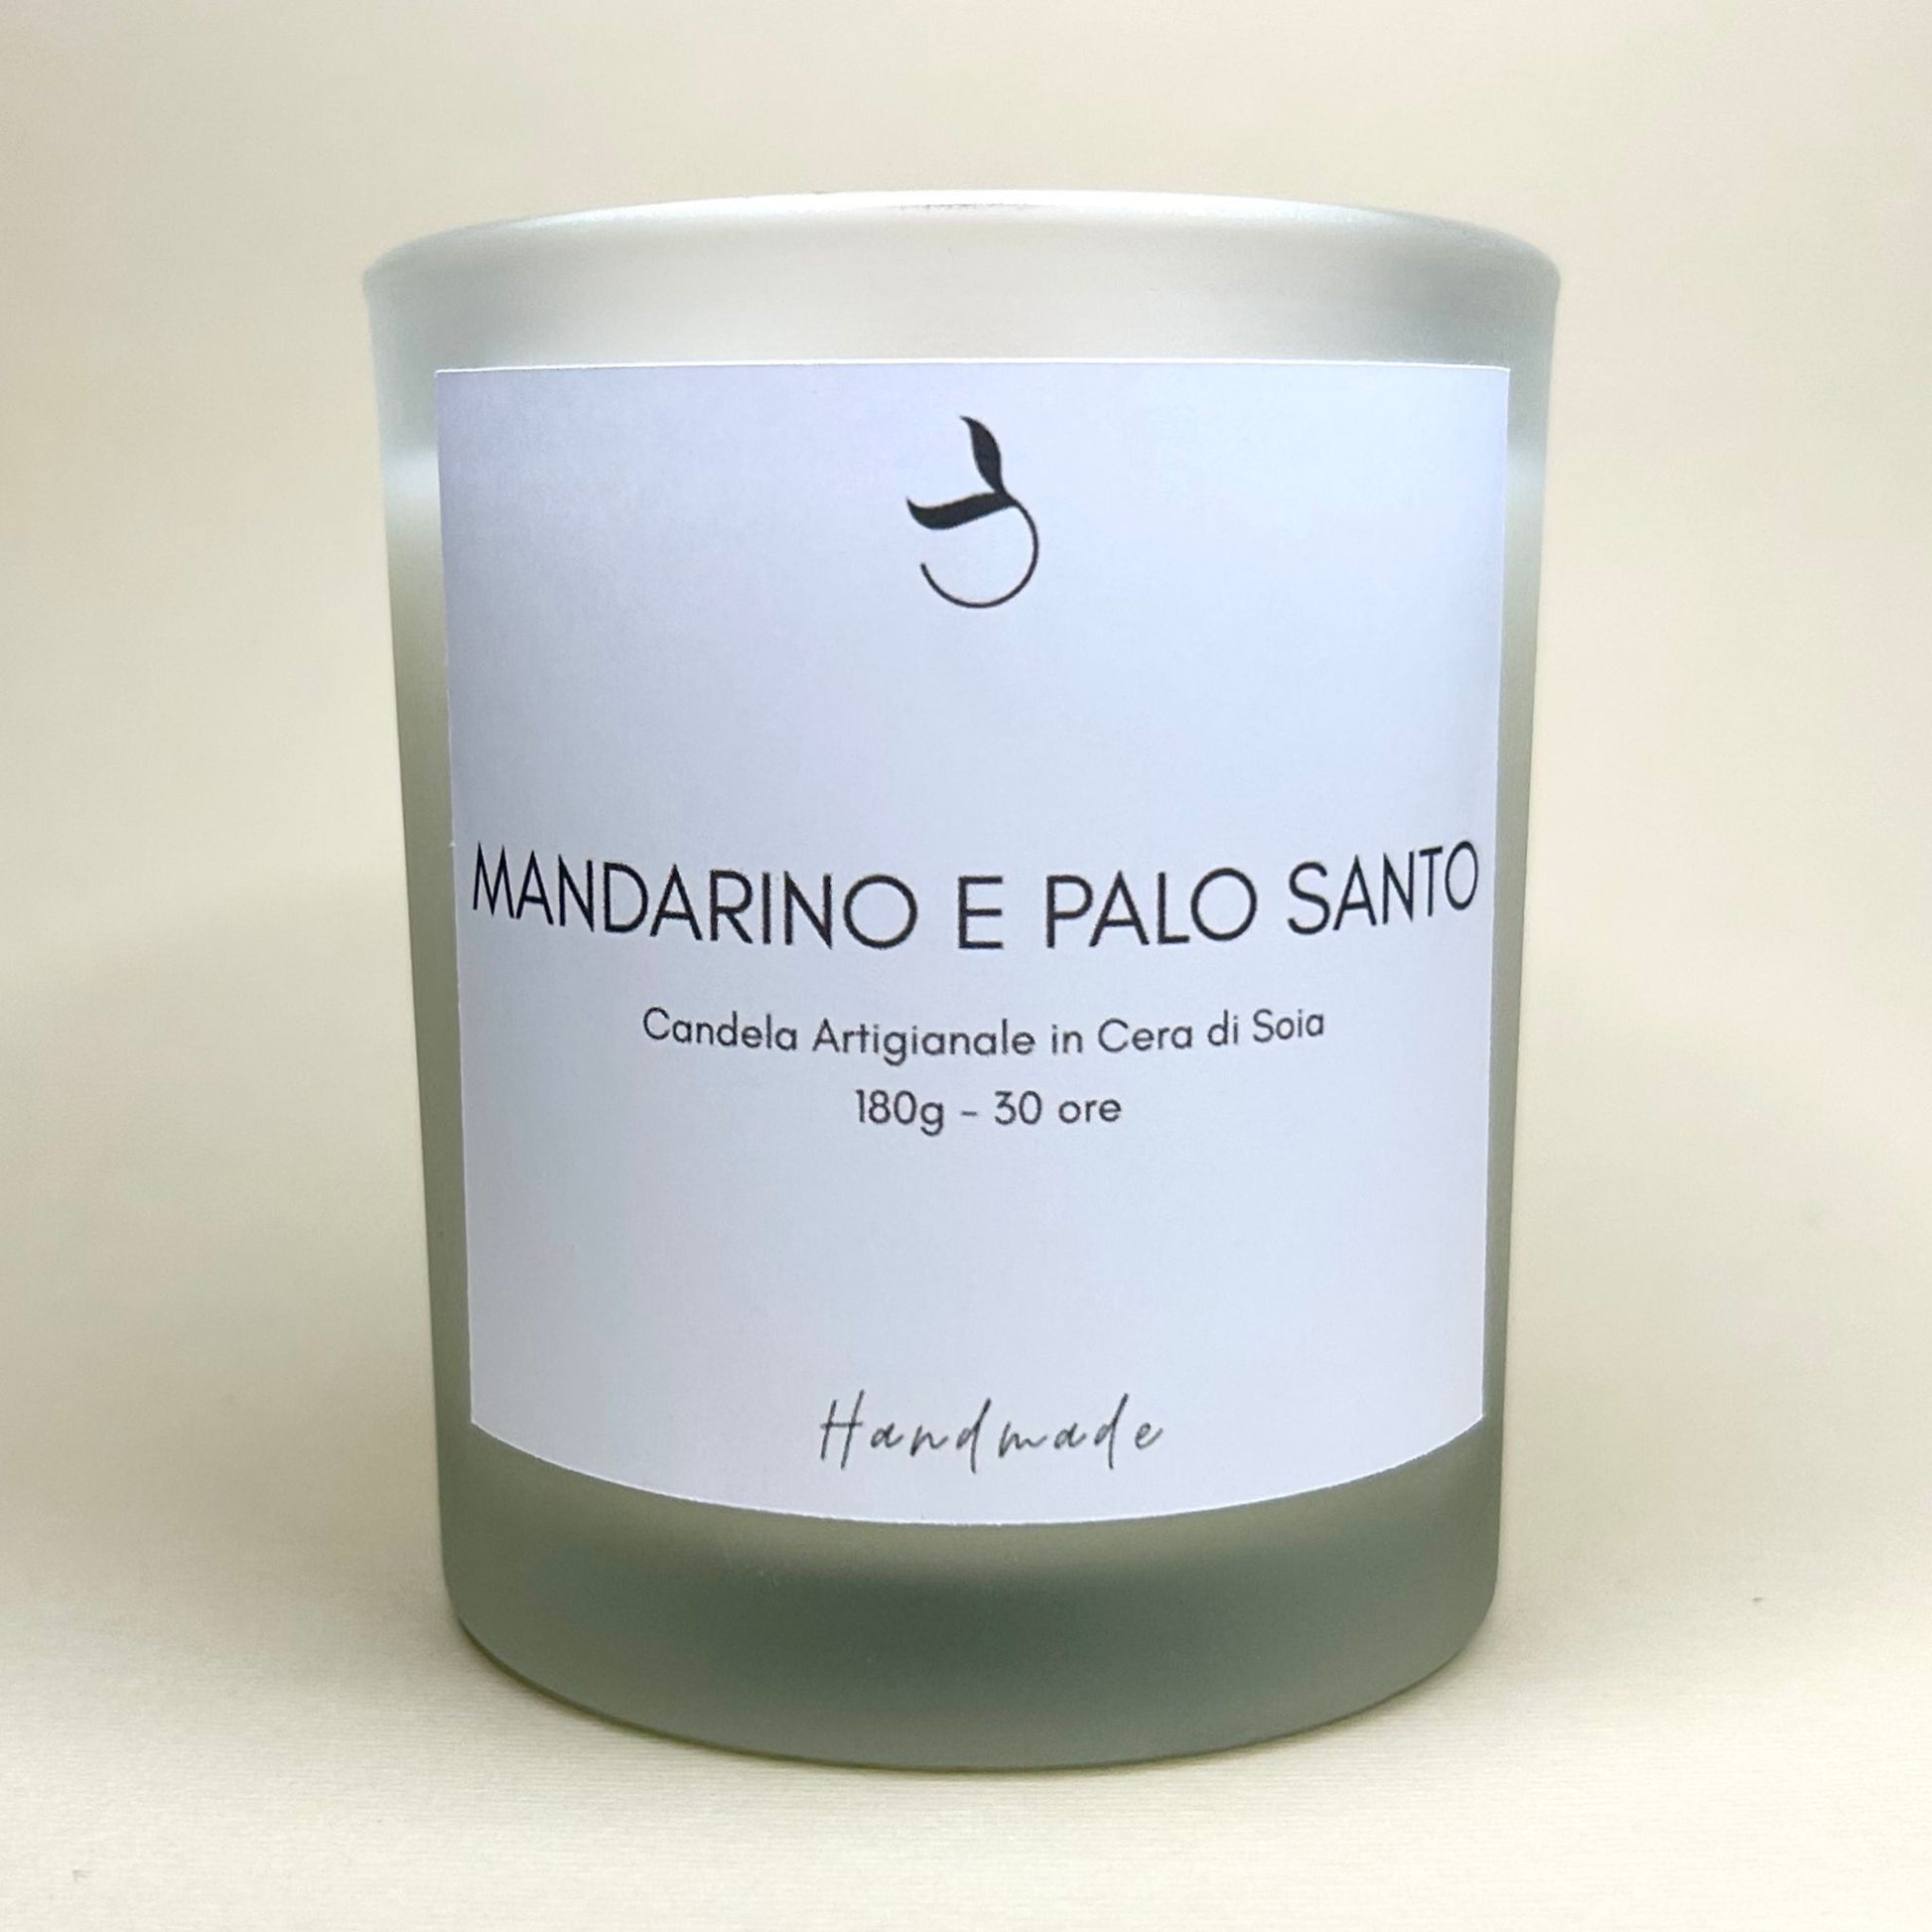 MANDARINO E PALO SANTO
Candela Artigianale in Cera di Soia
180g - 30 ore
Handmade